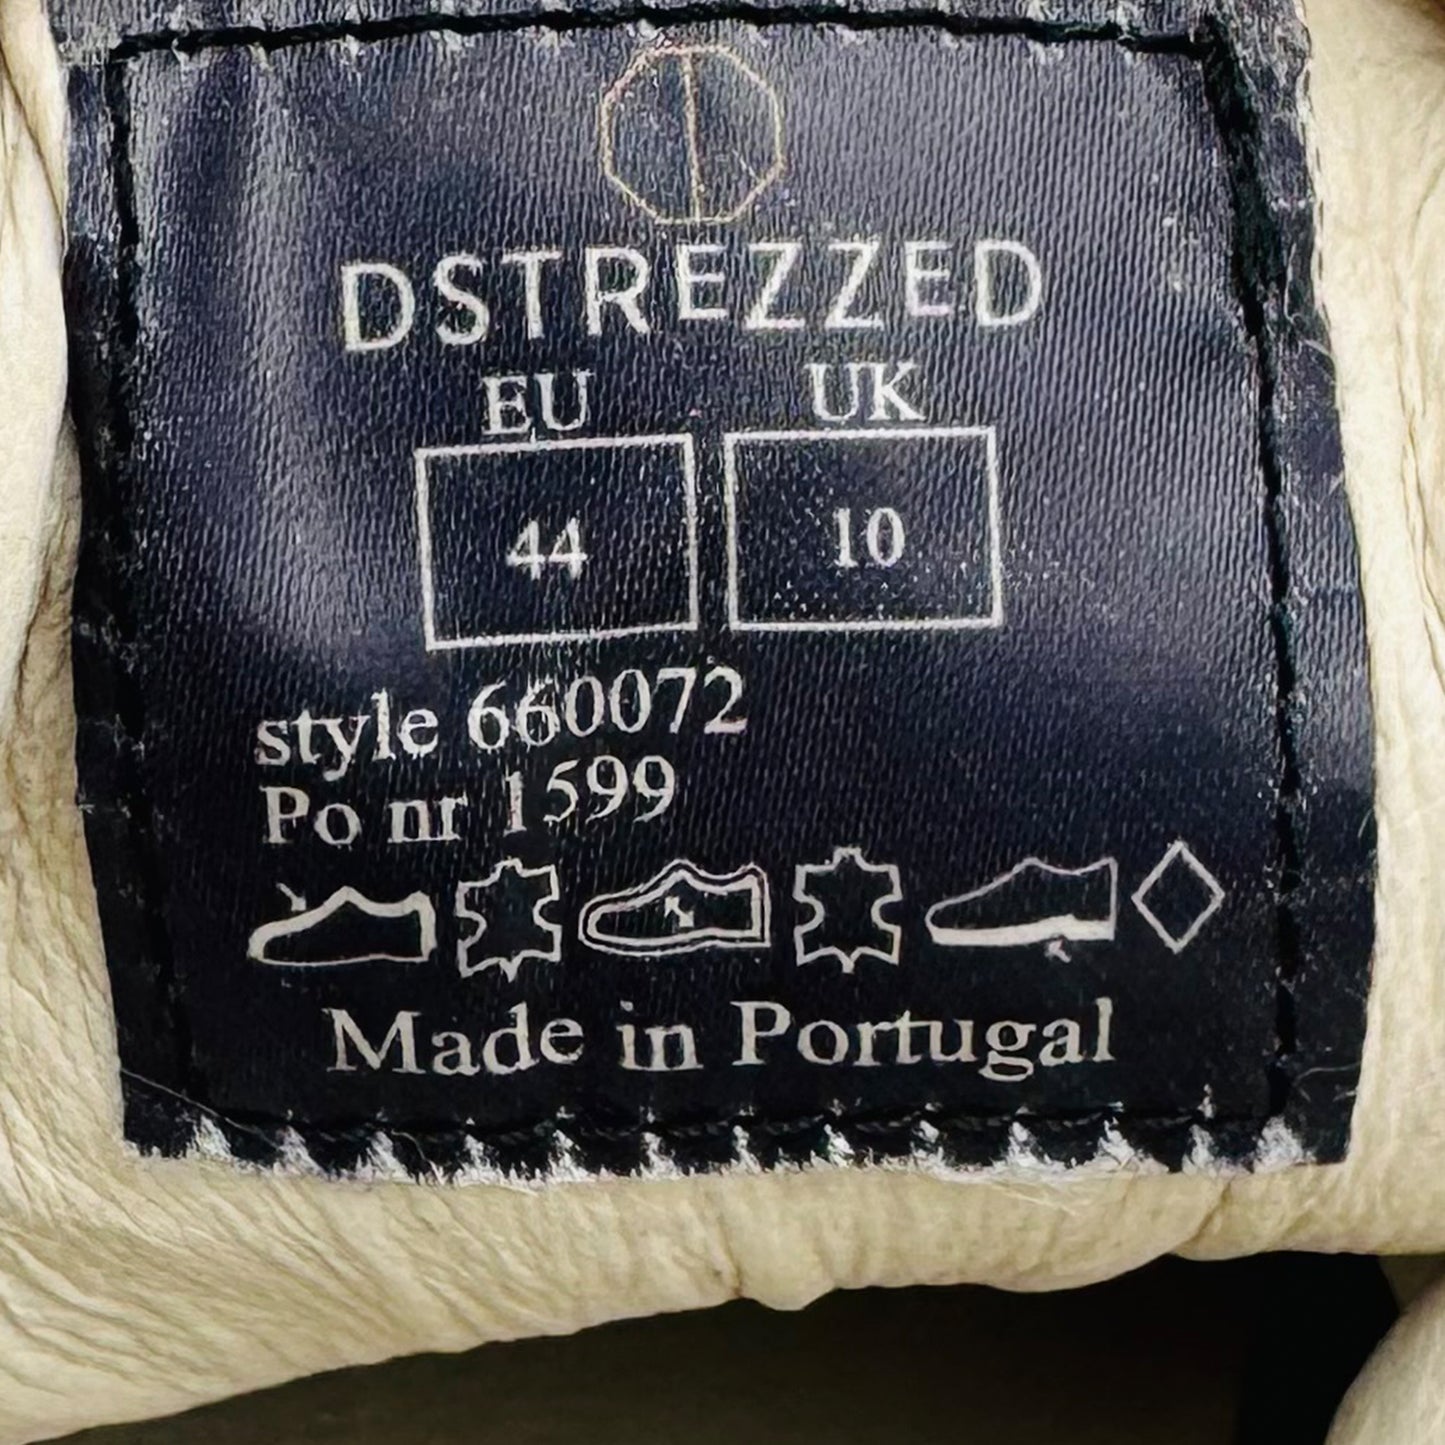 DSTREZZED
EU UK
44 10
style 660072
Po nr 1599
Made in Portugal